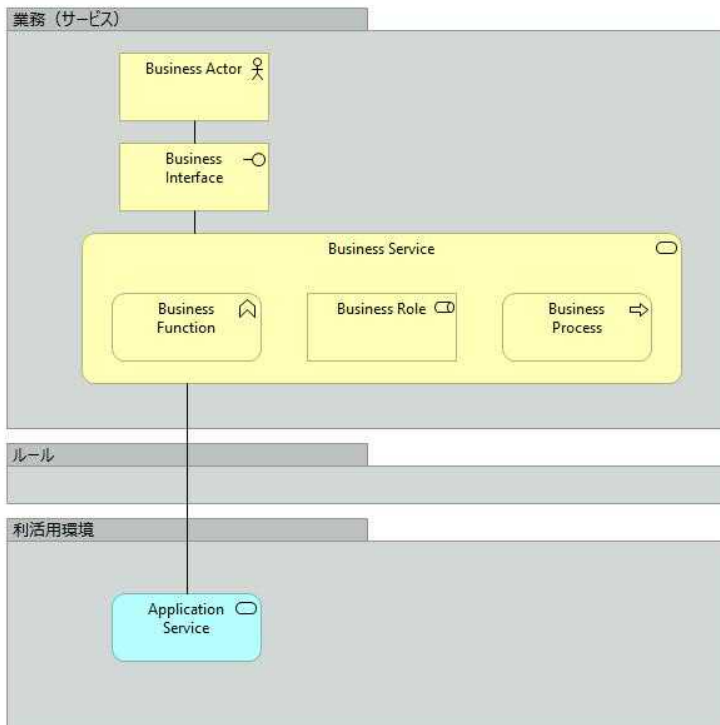 業務（サービス）
Business Actor
Business
Interface
Business Service
Business
Function
Business Role
Business
Process
ルール
利活用環境
Application
Service